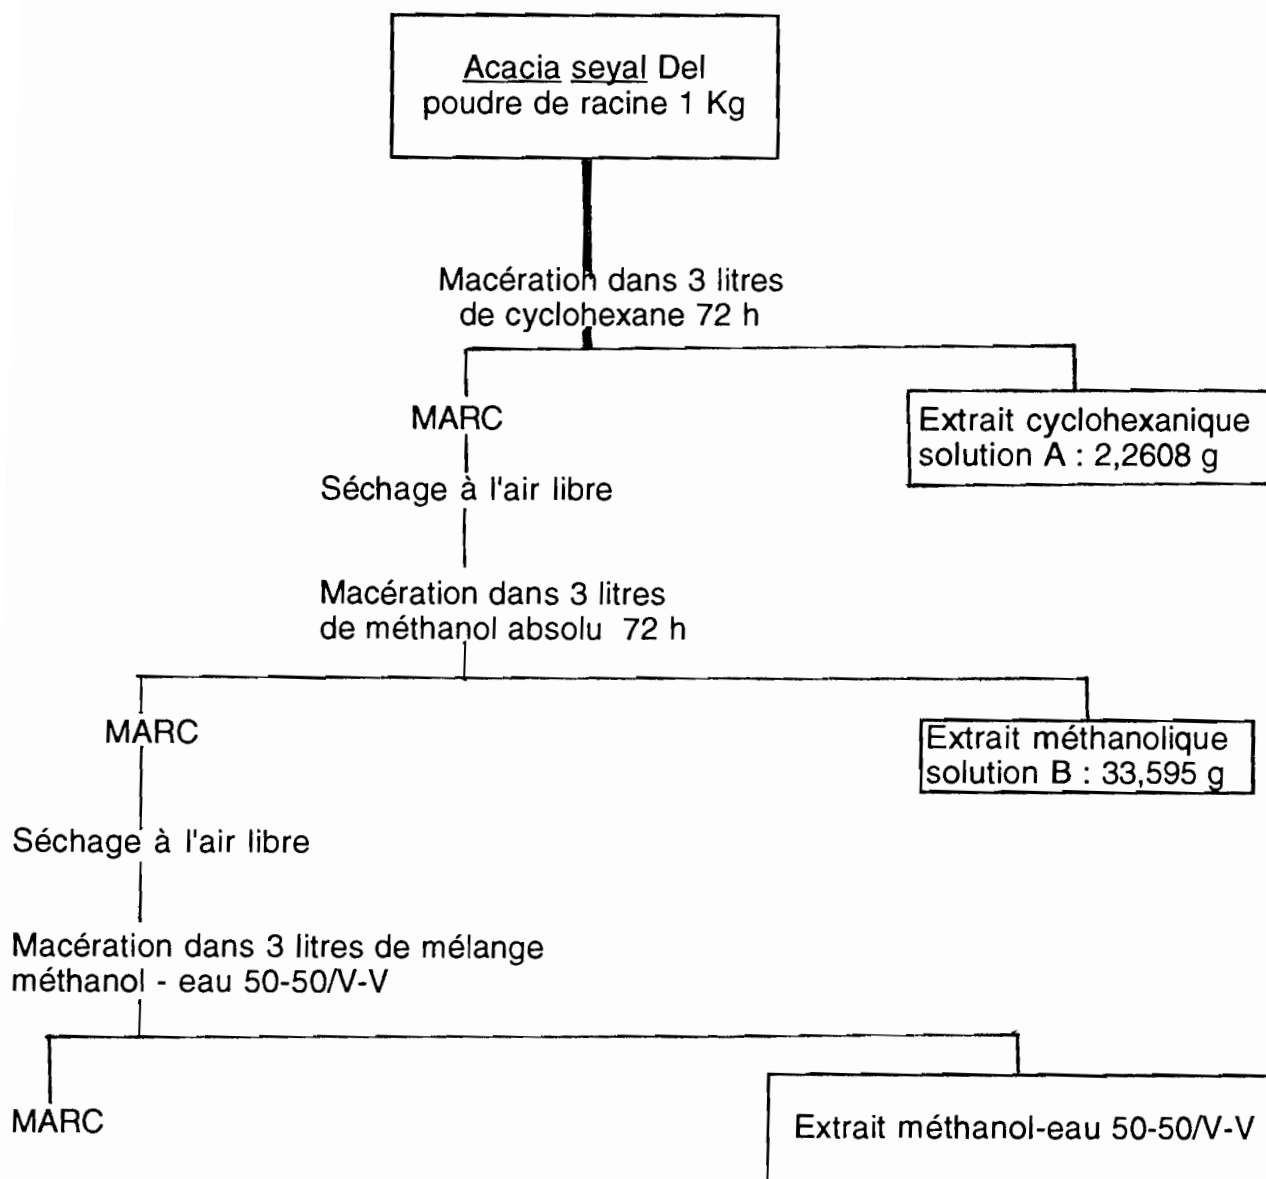 Acacia seyal Del
poudre de racine 1 Kg
Macération dans 3 litres
de cyclohexane 72 h
MARC
Extrait cyclohexanique
solution A : 2,2608 g
Séchage à l'air libre
Macération dans 3 litres
de méthanol absolu 72 h
MARC
Extrait méthanolique
solution B : 33,595 g
Séchage à l'air libre
Macération dans 3 litres de mélange
méthanol - eau 50-50/V-V
MARC
Extrait méthanol-eau 50-50/V-V